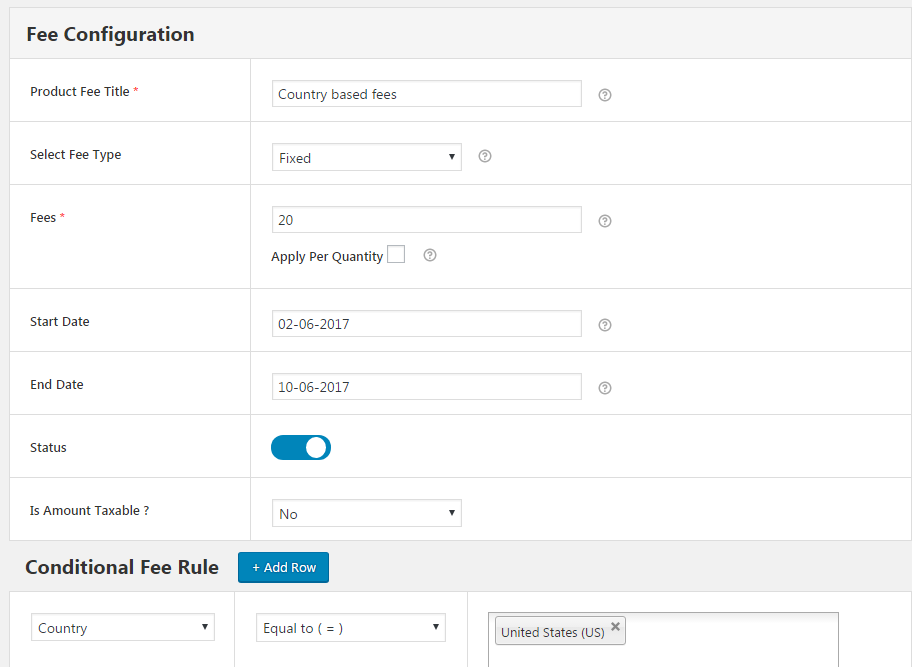 Fee Configuration
Product Fee Title *
Country based fees
Select Fee Type
Fixed
Fees *
20
Apply Per Quantity
Start Date
02-06-2017
End Date
10-06-2017
Status
Is Amount Taxable ?
No
Conditional Fee Rule + Add Row
Country Equal to ( = ) United States (US) ×